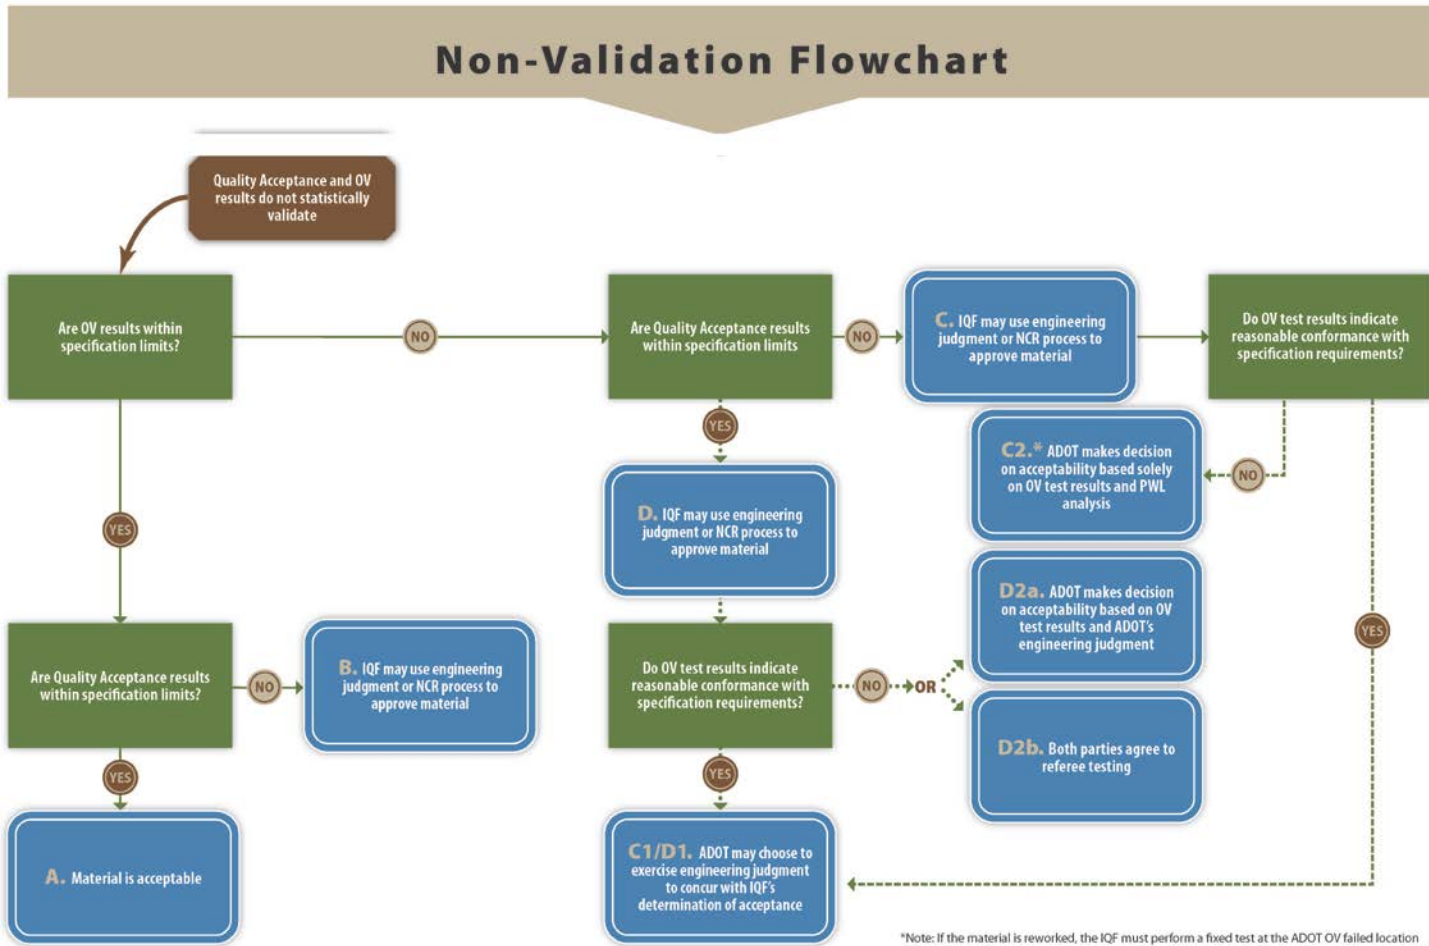 Non-Validation Flowchart
Quality Acceptance and OV
results do not statistically
validate
Are OV results within
specification limits?
NO
Are Quality Acceptance results
within specification limits
NO
C. IQF may use engineering
judgment or NCR process to
approve material
Do OV test results indicate
reasonable conformance with
specification requirements?
YES
C2.* ADOT makes decision
on acceptability based solely
on OV test results and PWL
analysis
NO
D. IQF may use engineering
judgment or NCR process to
approve material
YES
D2a. ADOT makes decision
on acceptability based on OV
test results and ADOT's
engineering judgment
YES
Are Quality Acceptance results
within specification limits?
NO
B. IQF may use engineering
judgment or NCR process to
approve material
Do OV test results indicate
reasonable conformance with
specification requirements?
NO
OR
D2b. Both parties agree to
referee testing
YES
YES
A. Material is acceptable
C1/D1. ADOT may choose to
exercise engineering judgment
to concur with IQF's
determination of acceptance
*Note: If the material is reworked, the IQF must perform a fixed test at the ADOT OV failed location